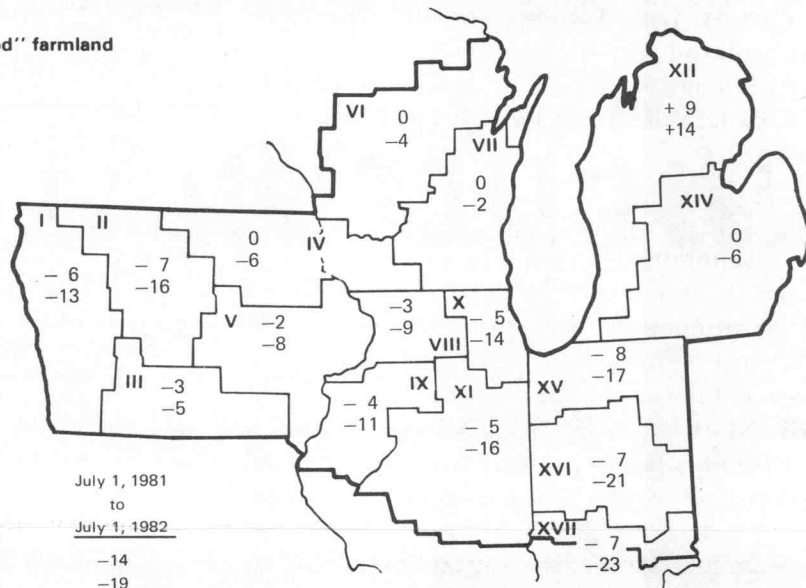 od" farmland
XII
+ 9
+14
VI
0
−4
VII
0
−2
XIV
0
−6
I
− 6
−13
II
− 7
−16
0
−6
IV
V
−2
−8
−3
−9
VIII
X
− 5
−14
III
−3
−5
IX
− 4
−11
XI
− 5
−16
XV
− 8
−17
XVI
− 7
−21
XVII
7
−23
July 1, 1981
to
July 1, 1982
−14
−19